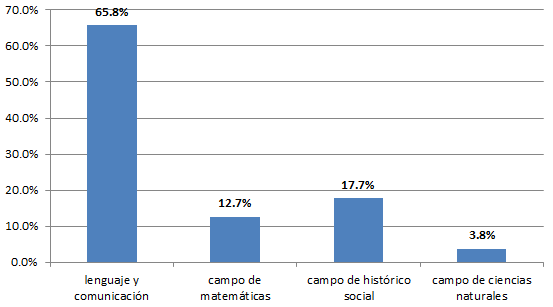 70.0%
60.0%
50.0%
40.0%
30.0%
20.0%
10.0%
0.0%
65.8%
12.7%
17.7%
3.8%
lenguaje y
comunicación
campo de
matemáticas
campo de histórico
social
campo de ciencias
naturales